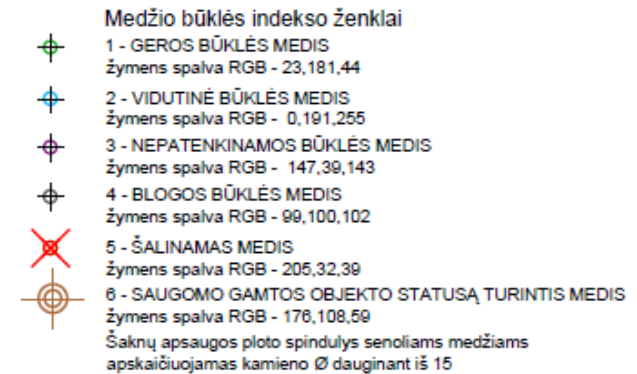 Medžio būklės indekso ženklai
1 - GEROS BŪKLĖS MEDIS
žymens spalva RGB - 23,181,44
2 - VIDUTINĖ BŪKLĖS MEDIS
žymens spalva RGB - 0,191,255
3 - NEPATENKINAMOS BŪKLĖS MEDIS
žymens spalva RGB - 147,39,143
4 - BLOGOS BŪKLĖS MEDIS
žymens spalva RGB - 99,100,102
5 - ŠALINAMAS MEDIS
žymens spalva RGB - 205,32,39
6 - SAUGOMO GAMTOS OBJEKTO STATUSĄ TURINTIS MEDIS
žymens spalva RGB - 176,108,59
Šaknų apsaugos ploto spindulys senoliams medžiams
apskaičiuojamas kamieno Ø dauginant iš 15